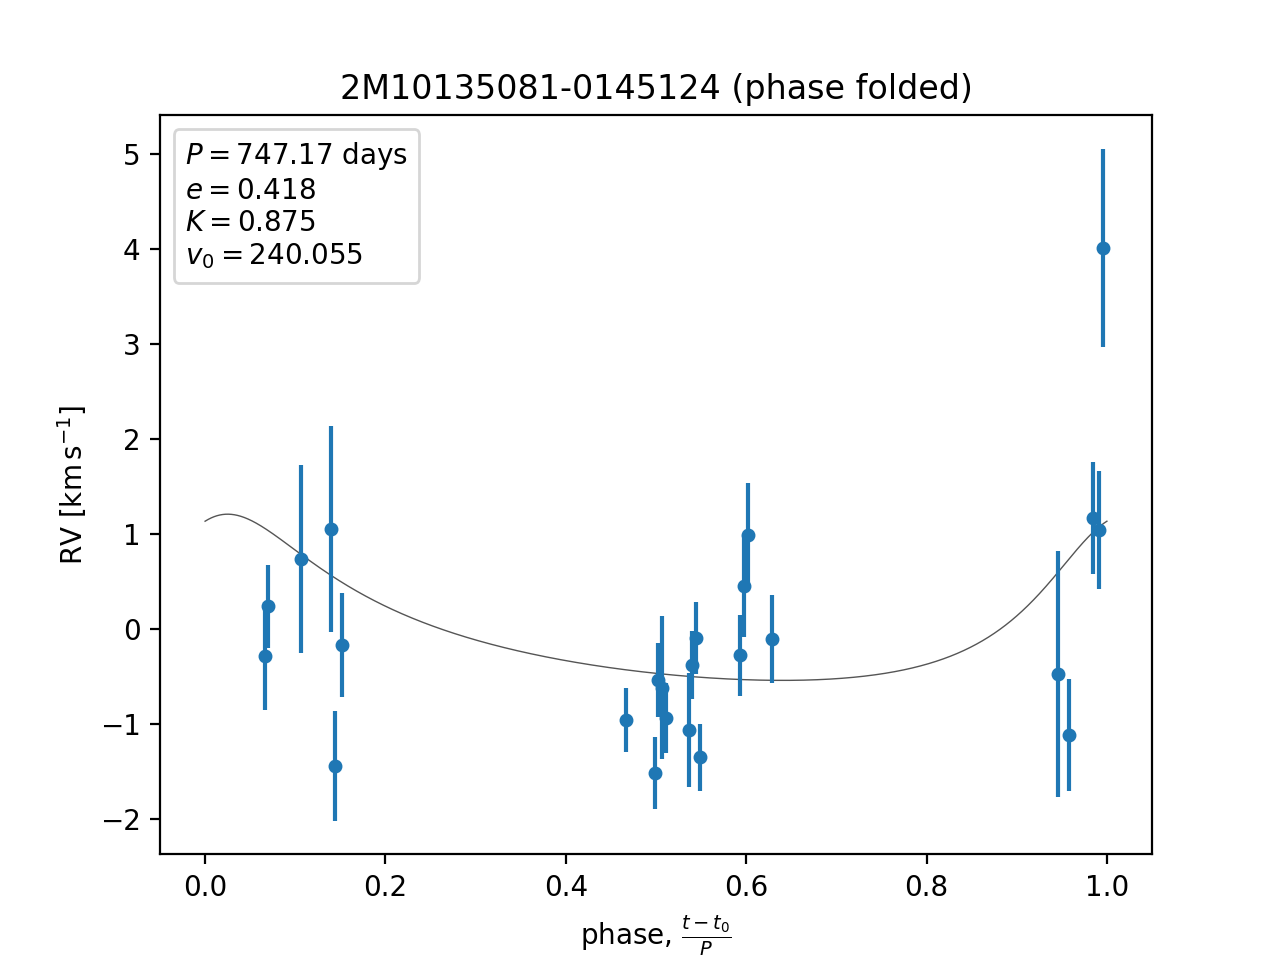 2M10135081-0145124 (phase folded)
P = 747.17 days
e = 0.418
K = 0.875
v₀ = 240.055
5
4
3
2
1
0
−1
−2
RV [km s⁻¹]
0.0 0.2 0.4 0.6 0.8 1.0
phase, (t − t₀)/P